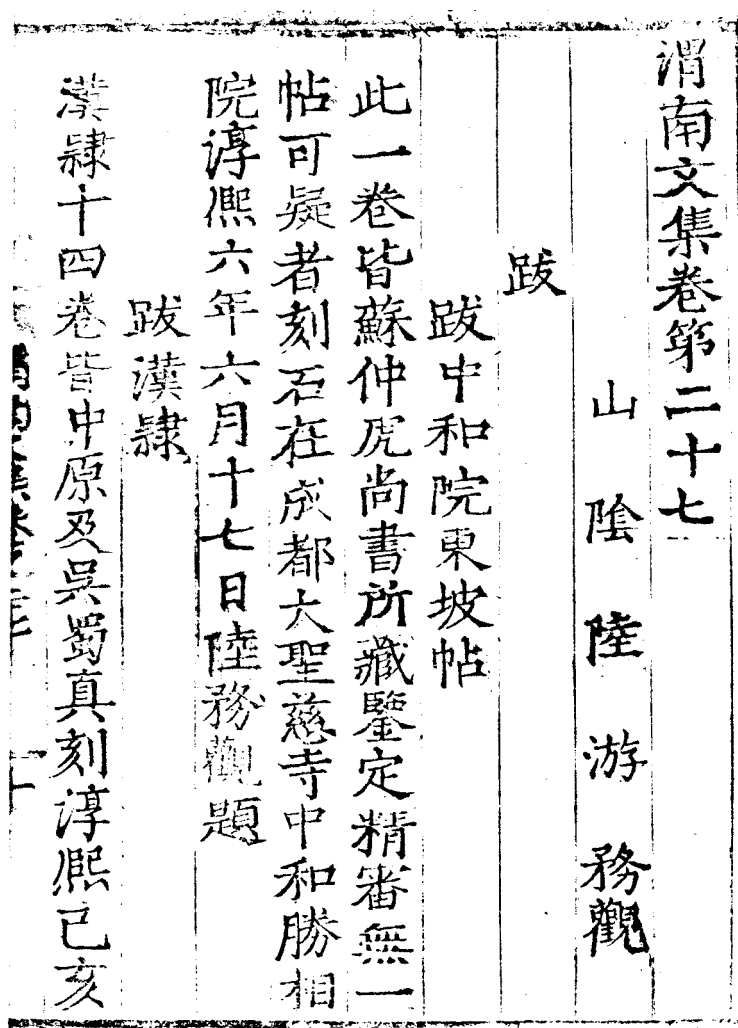 渭南文集卷第二十七
山陰陸游務觀
跋
跋中和院東坡帖
此一卷皆蘇仲虎尚書所藏鑒定精審無一
帖可疑者刻石在成都大聖慈寺中和勝相
院淳熈六年六月十七日陸務觀題
跋漢隸
漢隸十四卷皆中原及吳蜀真刻淳熈己亥